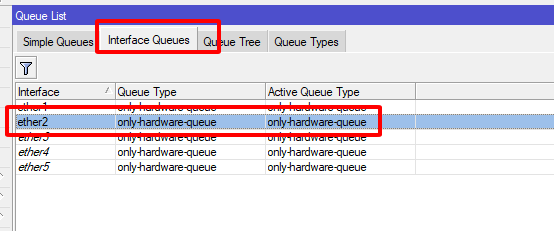 Queue List
Simple Queues Interface Queues Queue Tree Queue Types
Interface Queue Type Active Queue Type
ether1 only-hardware-queue only-hardware-queue
ether2 only-hardware-queue only-hardware-queue
ether3 only-hardware-queue only-hardware-queue
ether4 only-hardware-queue only-hardware-queue
ether5 only-hardware-queue only-hardware-queue